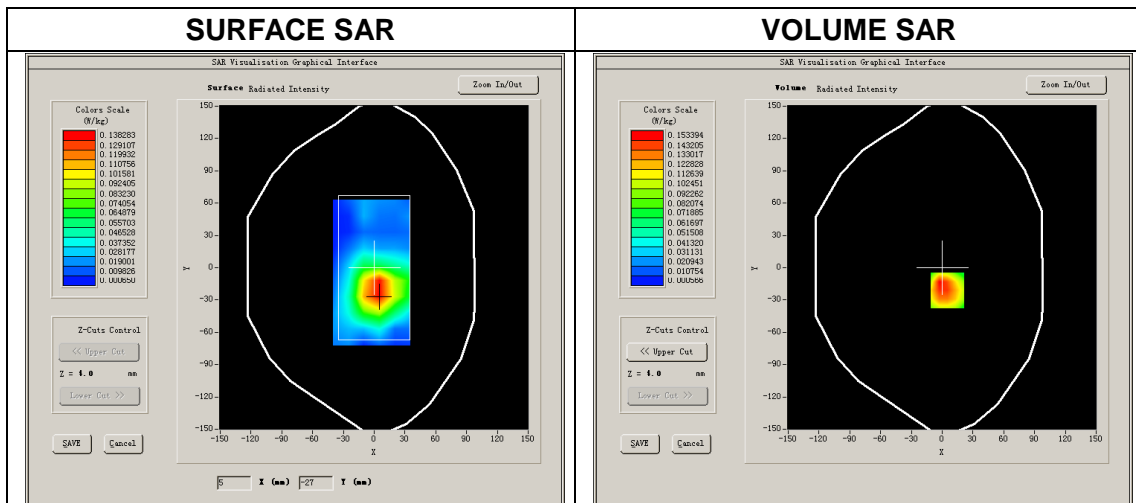 SURFACE SAR
VOLUME SAR
SAR Visualisation Graphical Interface
Surface Radiated Intensity
Zoom In/Out
Colors Scale
(W/kg)
0.138283
0.129107
0.119932
0.110756
0.101581
0.092405
0.083230
0.074054
0.064879
0.055703
0.046528
0.037352
0.028177
0.019001
0.009826
0.000650
150
120
90
60
30
0
-30
-60
-90
-120
-150
Y
-150 -120 -90 -60 -30 0 30 60 90 120 150
X
Z-Cuts Control
<< Upper Cut
Z = 4.0 mm
Lower Cut >>
SAVE Cancel
5 X (mm) -27 Y (mm)
SAR Visualisation Graphical Interface
Volume Radiated Intensity
Zoom In/Out
Colors Scale
(W/kg)
0.153394
0.143205
0.133017
0.122828
0.112639
0.102451
0.092262
0.082074
0.071885
0.061697
0.051508
0.041320
0.031131
0.020943
0.010754
0.000566
150
120
90
60
30
0
-30
-60
-90
-120
-150
Y
-150 -120 -90 -60 -30 0 30 60 90 120 150
X
Z-Cuts Control
<< Upper Cut
Z = 4.0 mm
Lower Cut >>
SAVE Cancel